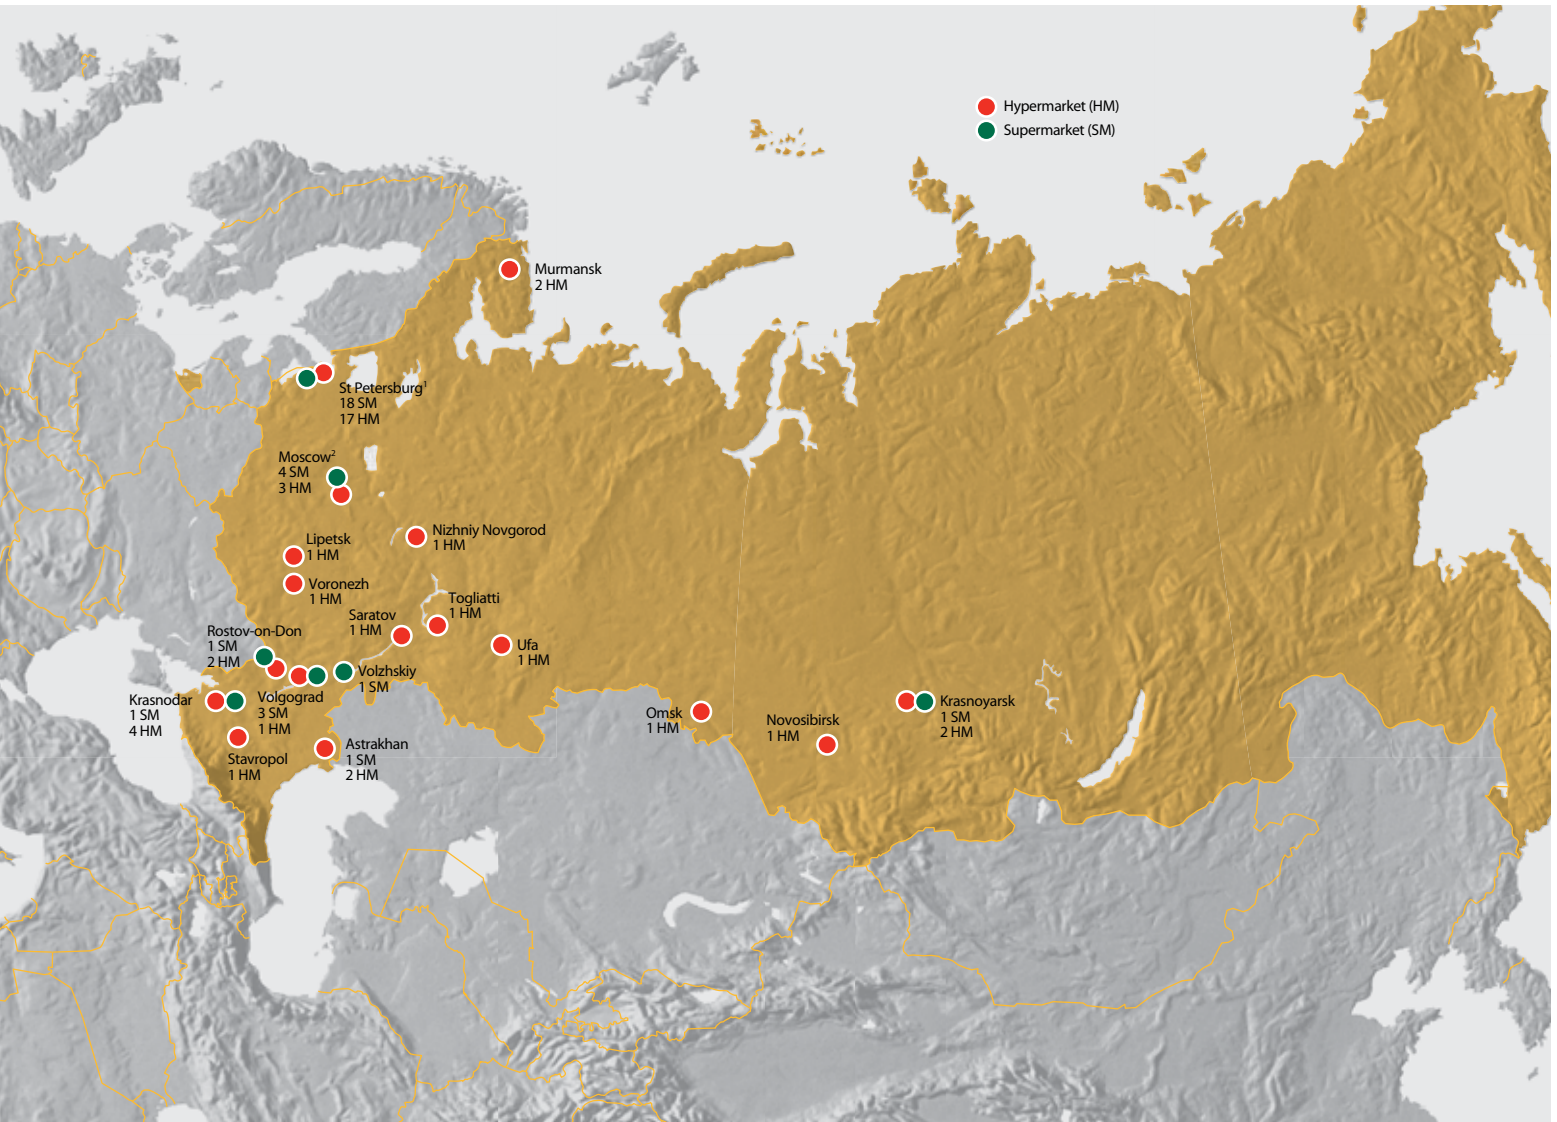 Hypermarket (HM)
Supermarket (SM)
Murmansk
2 HM
St Petersburg¹
18 SM
17 HM
Moscow²
4 SM
3 HM
Nizhniy Novgorod
1 HM
Lipetsk
1 HM
Voronezh
1 HM
Togliatti
1 HM
Saratov
1 HM
Rostov-on-Don
1 SM
2 HM
Ufa
1 HM
Volzhskiy
1 SM
Krasnodar
1 SM
4 HM
Volgograd
3 SM
1 HM
Omsk
1 HM
Novosibirsk
1 HM
Krasnoyarsk
1 SM
2 HM
Stavropol
1 HM
Astrakhan
1 SM
2 HM